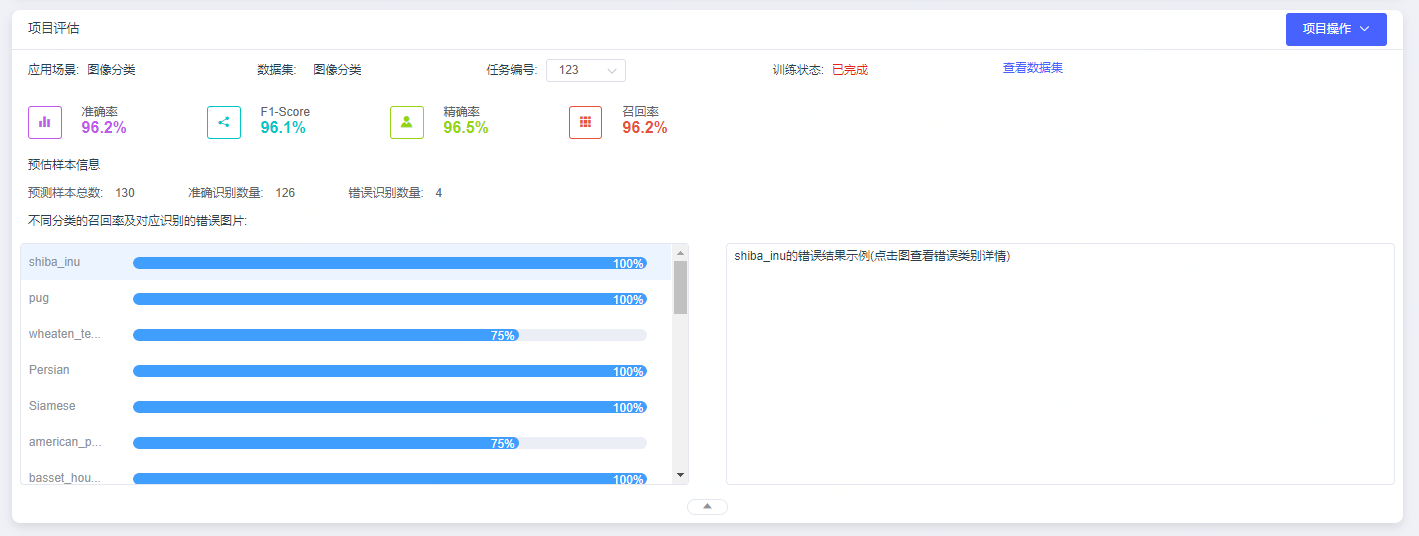 项目评估
项目操作
应用场景: 图像分类 数据集: 图像分类 任务编号: 123 训练状态: 已完成 查看数据集
准确率 F1-Score 精确率 召回率
96.2% 96.1% 96.5% 96.2%
预估样本信息
预测样本总数: 130 准确识别数量: 126 错误识别数量: 4
不同分类的召回率及对应识别的错误图片:
shiba_inu 100%
pug 100%
wheaten_te... 75%
Persian 100%
Siamese 100%
american_p... 75%
basset_hou... 100%
shiba_inu的错误结果示例(点击图查看错误类别详情)